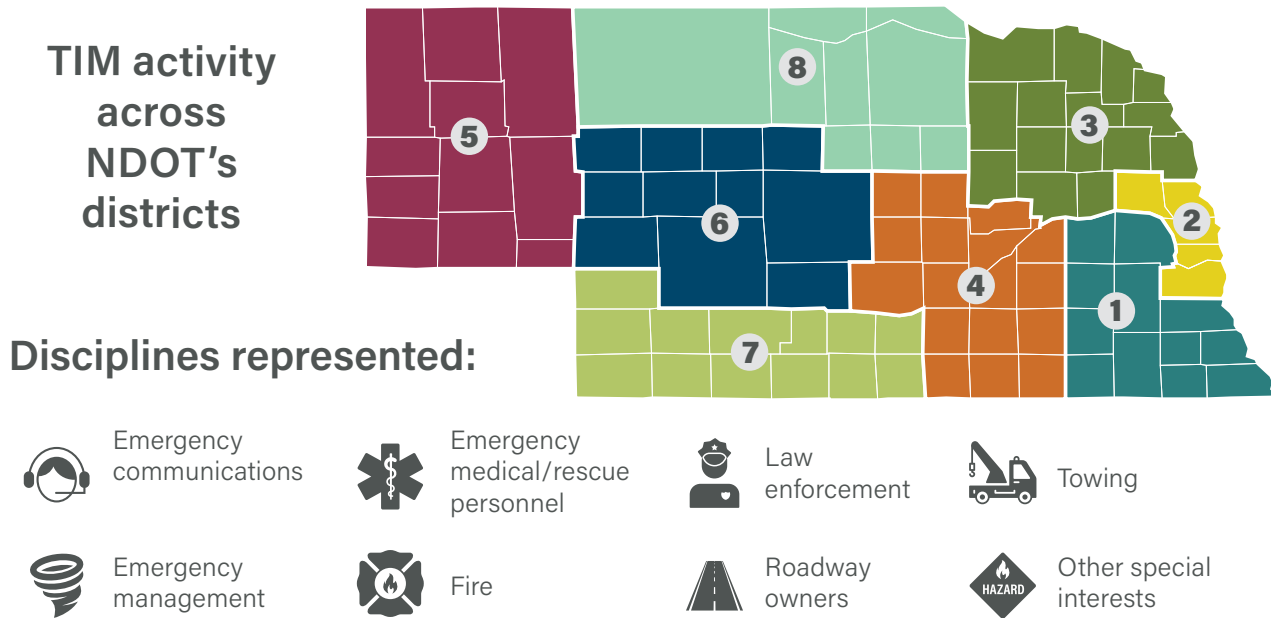 TIM activity
across
NDOT's
districts
8
5
3
2
6
4
1
7
Disciplines represented:
Emergency
communications
Emergency
medical/rescue
personnel
Law
enforcement
Towing
Emergency
management
Fire
Roadway
owners
HAZARD
Other special
interests